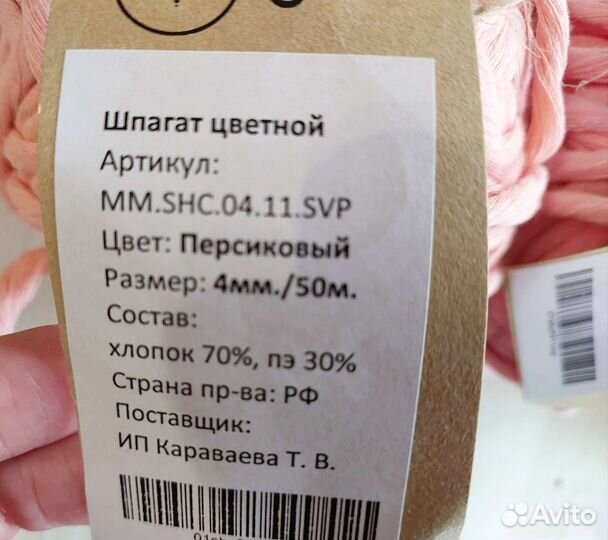 Шпагат цветной
Артикул:
MM.SHC.04.11.SVP
Цвет: Персиковый
Размер: 4мм./50м.
Состав:
хлопок 70%, пэ 30%
Страна пр-ва: РФ
Поставщик:
ИП Караваева Т. В.
Avito